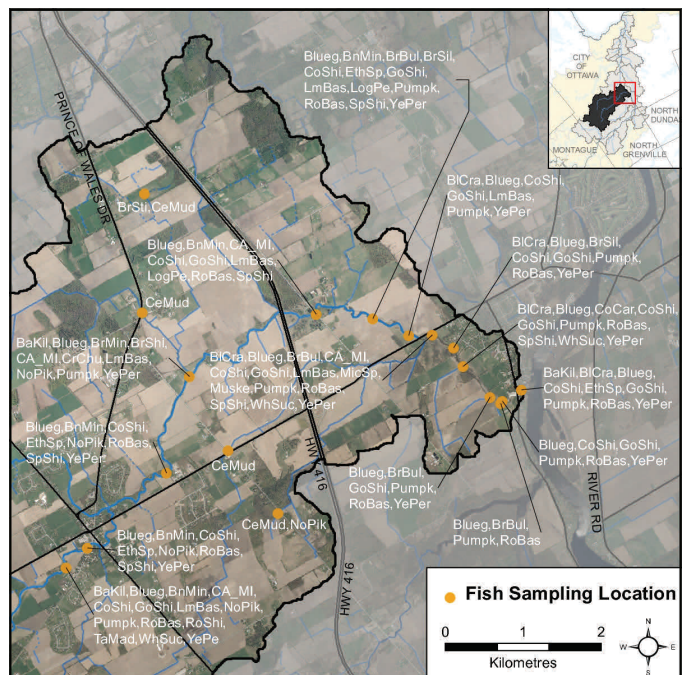 Blueg,BnMin,BrBul,BrSil,
CoShi,EthSp,GoShi,
LmBas,LogPe,Pumpk,
RoBas,SpShi,YePer
CITY
OF
OTTAWA
NORTH
DUNDA
MONTAGUE
NORTH
GRENVILLE
PRINCE OF WALES DR
BrSti,CeMud
BlCra,Blueg,CoShi,
GoShi,LmBas,
Pumpk,YePer
Blueg,BnMin,CA_MI,
CoShi,GoShi,LmBas,
LogPe,RoBas,SpShi
BlCra,Blueg,BrSil,
CoShi,GoShi,Pumpk,
RoBas,YePer
CeMud
BlCra,Blueg,CoCar,CoShi,
GoShi,Pumpk,RoBas,
SpShi,WhSuc,YePer
BaKil,Blueg,BrMin,BrShi,
CA_MI,CrChu,LmBas,
NoPik,Pumpk,YePer
BlCra,Blueg,BrBul,CA_MI,
CoShi,GoShi,LmBas,MicSp,
Muske,Pumpk,RoBas,
SpShi,WhSuc,YePer
BaKil,BlCra,Blueg,
CoShi,EthSp,GoShi,
Pumpk,RoBas,YePer
Blueg,BnMin,CoShi,
EthSp,NoPik,RoBas,
SpShi,YePer
CeMud
HWY 416
Blueg,CoShi,GoShi,
Pumpk,RoBas,YePer
Blueg,BrBul,
GoShi,Pumpk,
RoBas,YePer
RIVER RD
CeMud,NoPik
Blueg,BrBul,
Pumpk,RoBas
Blueg,BnMin,CoShi,
EthSp,NoPik,RoBas,
SpShi,YePer
HWY 416
BaKil,Blueg,BnMin,CA_MI,
CoShi,GoShi,LmBas,NoPik,
Pumpk,RoBas,RoShi,
TaMad,WhSuc,YePe
Fish Sampling Location
0 1 2
Kilometres
N
W E
S